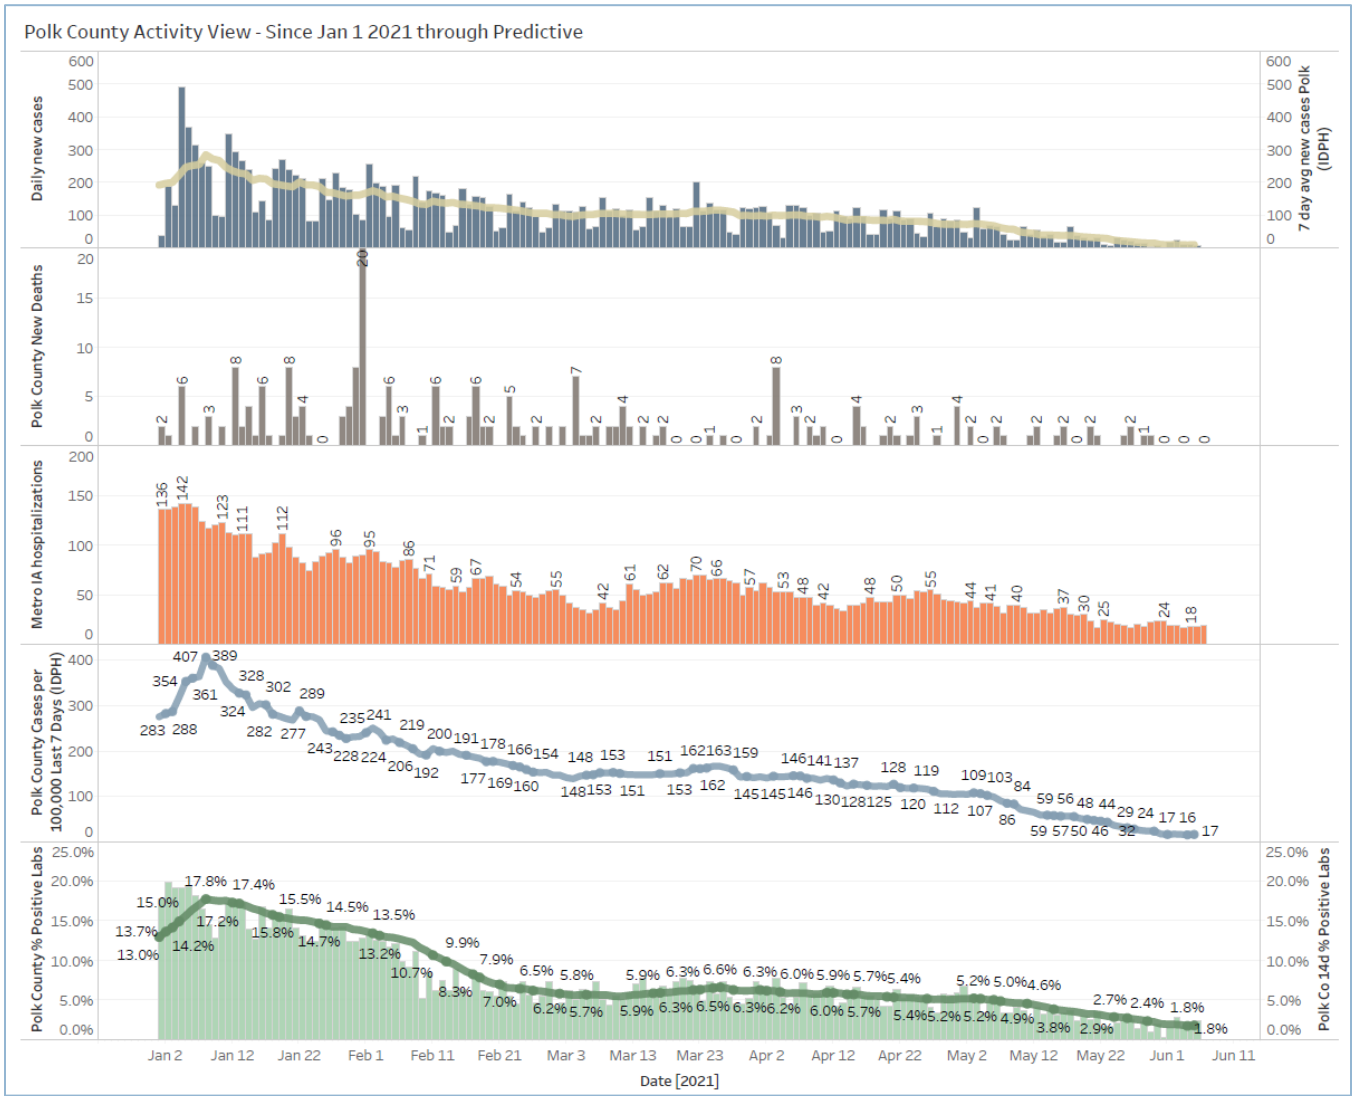 Polk County Activity View - Since Jan 1 2021 through Predictive
Daily new cases
600
500
400
300
200
100
0
600
500
400
300
200
100
0
7 day avg new cases Polk
(IDPH)
Polk County New Deaths
20
15
10
5
0
2 6 3 8 6 8 4 0 20 6 3 1 6 2 6 2 5 2 7 2 4 2 2 0 0 1 0 2 8 3 2 0 4 2 3 1 4 2 0 2 2 2 0 2 2 1 0 0 0
Metro IA hospitalizations
200
150
100
50
0
136 142 123 111 112 96 95 86 71 59 67 54 55 42 61 62 70 66 57 53 48 42 48 50 55 44 41 40 37 30 25 24 18
Polk County Cases per
100,000 Last 7 Days (IDPH)
400
300
200
100
0
407 389
354 361 328 302 289
283 288 324 282 277 243 235 241
228 224 219 200 191 178 166 154 148 153 151 162 163 159 146 141 137 128 119 109 103 84 59 56 48 44 29 24 17 16 17
206 192 177 169 160 148 153 151 153 162 145 145 146 130 128 125 120 112 107 86 59 57 50 46 32
Polk County % Positive Labs
25.0%
20.0%
15.0%
10.0%
5.0%
0.0%
17.8% 17.4% 15.5% 14.5% 13.5% 9.9% 7.9% 6.5% 5.8% 5.9% 6.3% 6.6% 6.3% 6.0% 5.9% 5.7% 5.4% 5.2% 5.0% 4.6% 2.7% 2.4% 1.8%
15.0%
13.7%
13.0% 14.2% 17.2% 15.8% 14.7% 13.2% 10.7% 8.3% 7.0% 6.2% 5.7% 5.9% 6.3% 6.5% 6.3% 6.2% 6.0% 5.7% 5.4% 5.2% 5.2% 4.9% 3.8% 2.9% 1.8%
25.0%
20.0%
15.0%
10.0%
5.0%
0.0%
Polk Co 14d % Positive Labs
Jan 2 Jan 12 Jan 22 Feb 1 Feb 11 Feb 21 Mar 3 Mar 13 Mar 23 Apr 2 Apr 12 Apr 22 May 2 May 12 May 22 Jun 1 Jun 11
Date [2021]